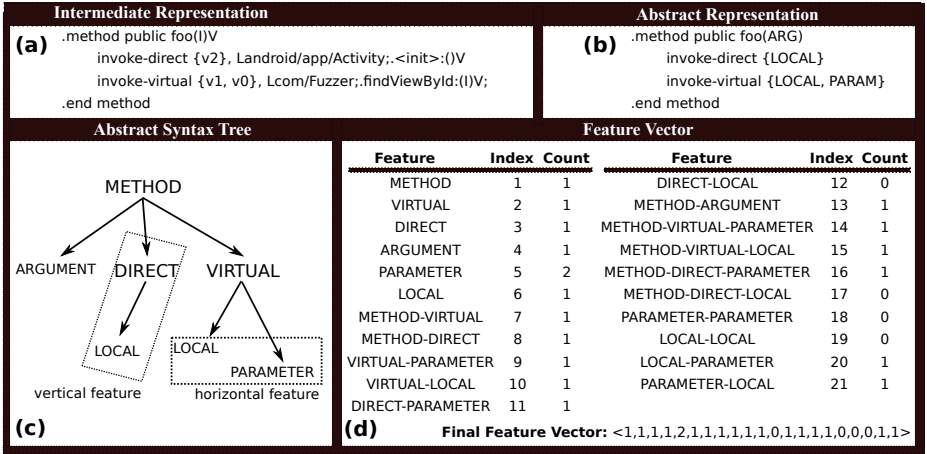 Intermediate Representation
(a)
.method public foo(I)V
invoke-direct {v2}, Landroid/app/Activity;.<init>:()V
invoke-virtual {v1, v0}, Lcom/Fuzzer;.findViewById:(I)V;
.end method
Abstract Representation
(b)
.method public foo(ARG)
invoke-direct {LOCAL}
invoke-virtual {LOCAL, PARAM}
.end method
Abstract Syntax Tree
METHOD
ARGUMENT DIRECT VIRTUAL
LOCAL LOCAL
PARAMETER
vertical feature horizontal feature
(c)
Feature Vector
Feature Index Count Feature Index Count
METHOD 1 1 DIRECT-LOCAL 12 0
VIRTUAL 2 1 METHOD-ARGUMENT 13 1
DIRECT 3 1 METHOD-VIRTUAL-PARAMETER 14 1
ARGUMENT 4 1 METHOD-VIRTUAL-LOCAL 15 1
PARAMETER 5 2 METHOD-DIRECT-PARAMETER 16 1
LOCAL 6 1 METHOD-DIRECT-LOCAL 17 0
METHOD-VIRTUAL 7 1 PARAMETER-PARAMETER 18 0
METHOD-DIRECT 8 1 LOCAL-LOCAL 19 0
VIRTUAL-PARAMETER 9 1 LOCAL-PARAMETER 20 1
VIRTUAL-LOCAL 10 1 PARAMETER-LOCAL 21 1
DIRECT-PARAMETER 11 1
(d)
Final Feature Vector: <1,1,1,1,2,1,1,1,1,1,1,0,1,1,1,1,0,0,0,1,1>